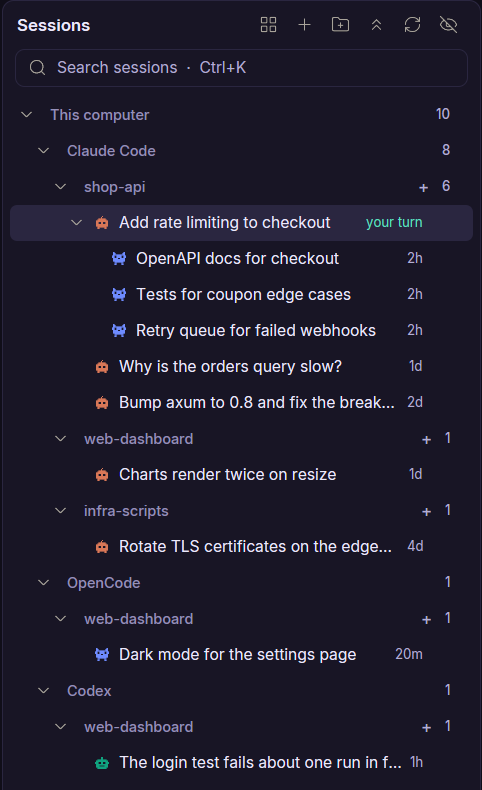 Sessions
Search sessions · Ctrl+K
This computer 10
Claude Code 8
shop-api + 6
Add rate limiting to checkout your turn
OpenAPI docs for checkout 2h
Tests for coupon edge cases 2h
Retry queue for failed webhooks 2h
Why is the orders query slow? 1d
Bump axum to 0.8 and fix the break... 2d
web-dashboard + 1
Charts render twice on resize 1d
infra-scripts + 1
Rotate TLS certificates on the edge... 4d
OpenCode 1
web-dashboard + 1
Dark mode for the settings page 20m
Codex 1
web-dashboard + 1
The login test fails about one run in f... 1h